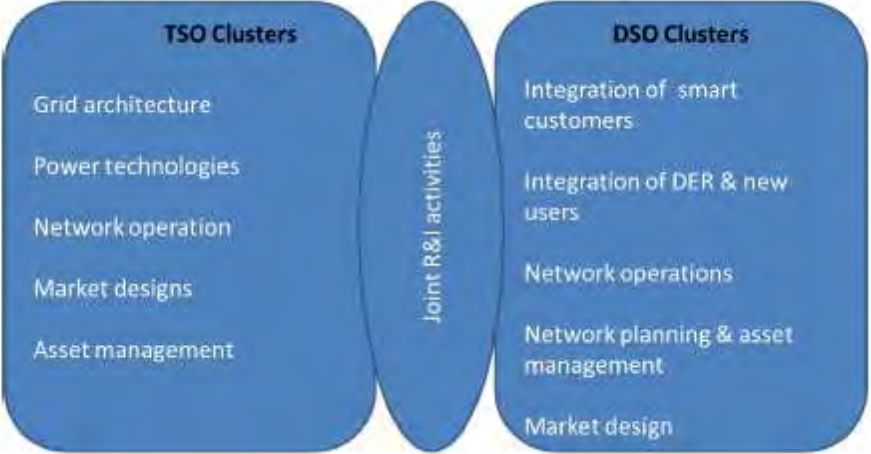 TSO Clusters
Grid architecture
Power technologies
Network operation
Market designs
Asset management
Joint R&I activities
DSO Clusters
Integration of smart
customers
Integration of DER & new
users
Network operations
Network planning & asset
management
Market design